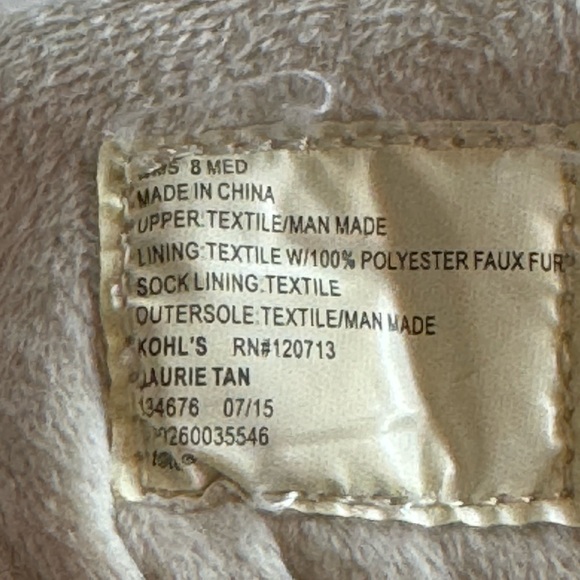 8 MED
MADE IN CHINA
UPPER:TEXTILE/MAN MADE
LINING:TEXTILE W/100% POLYESTER FAUX FUR
SOCK LINING:TEXTILE
OUTERSOLE:TEXTILE/MAN MADE
KOHL'S RN#120713
LAURIE TAN
134676 07/15